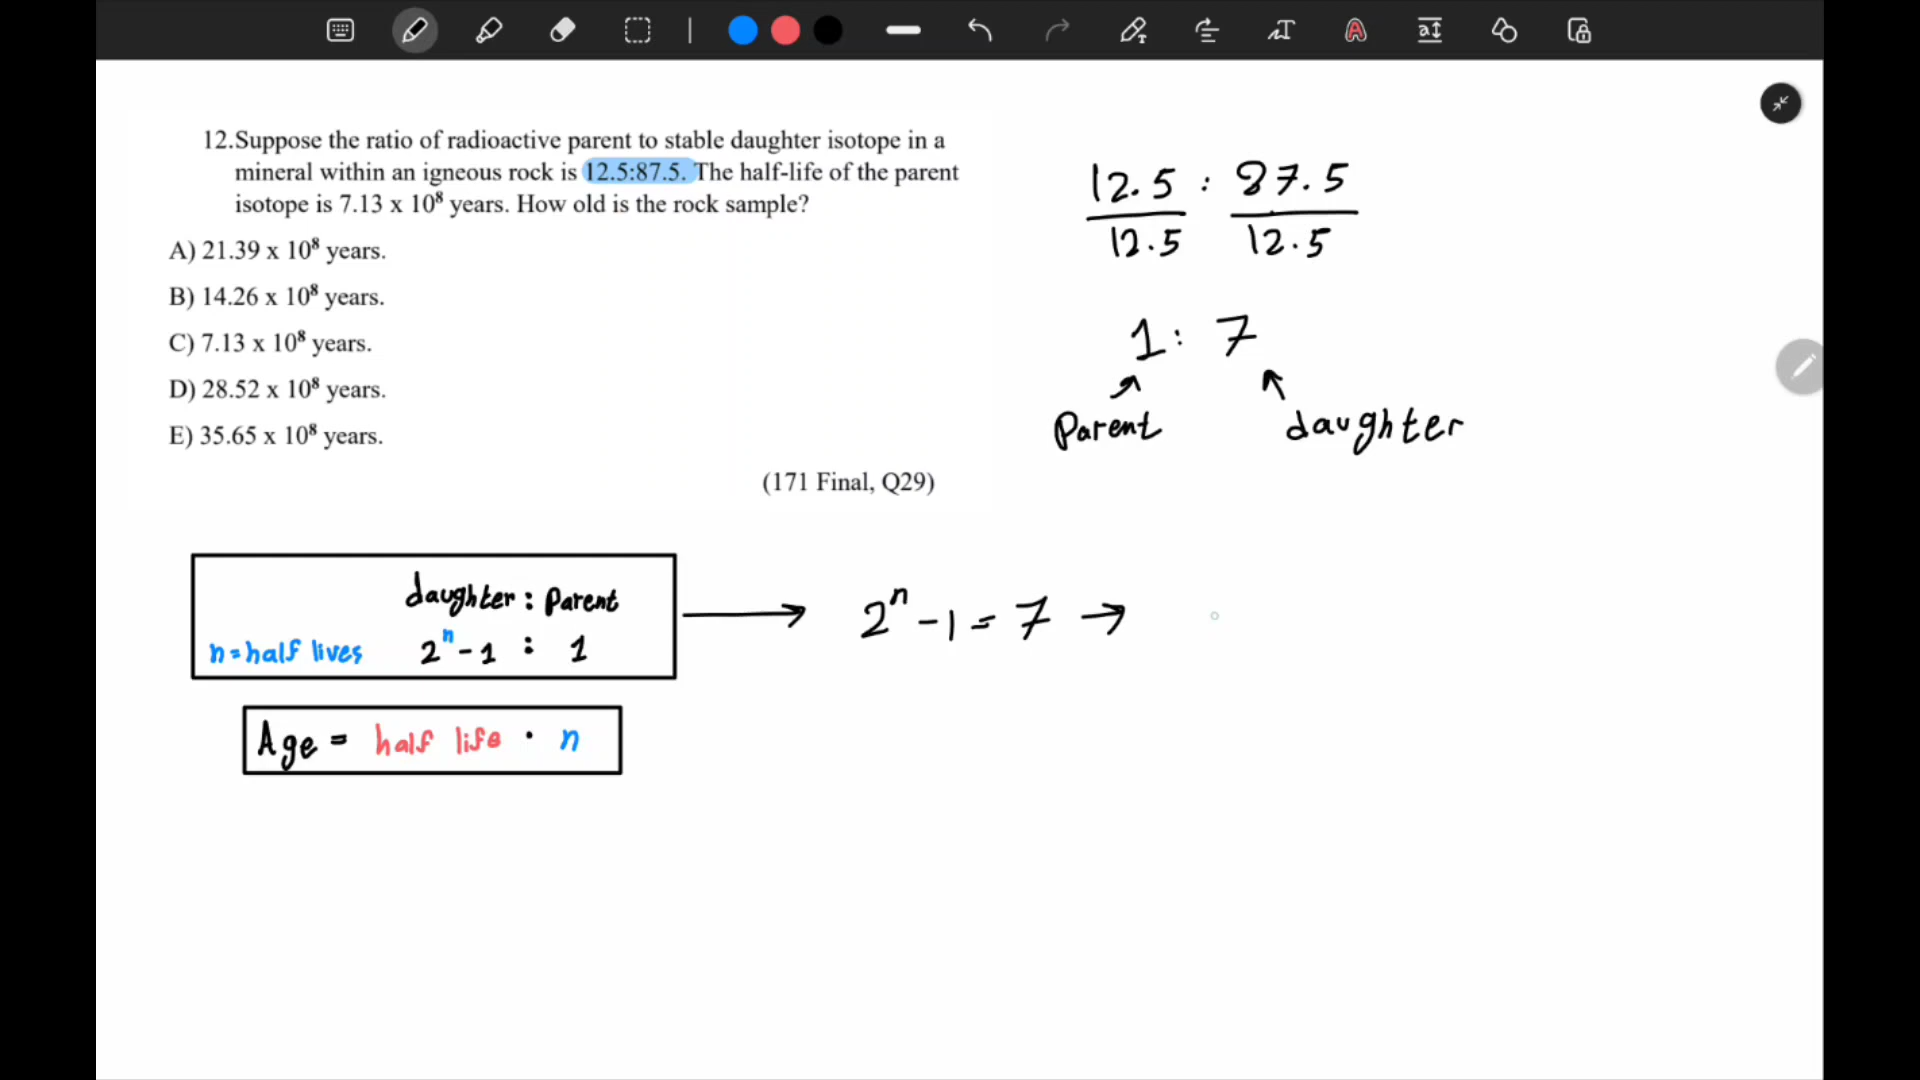 12.Suppose the ratio of radioactive parent to stable daughter isotope in a
mineral within an igneous rock is 12.5:87.5. The half-life of the parent
isotope is 7.13 x 10⁸ years. How old is the rock sample?
A) 21.39 x 10⁸ years.
B) 14.26 x 10⁸ years.
C) 7.13 x 10⁸ years.
D) 28.52 x 10⁸ years.
E) 35.65 x 10⁸ years.
(171 Final, Q29)
12.5 : 87.5
12.5 12.5
1 : 7
Parent daughter
daughter : Parent
n = half lives 2ⁿ - 1 : 1
2ⁿ - 1 = 7 →
Age = half life · n